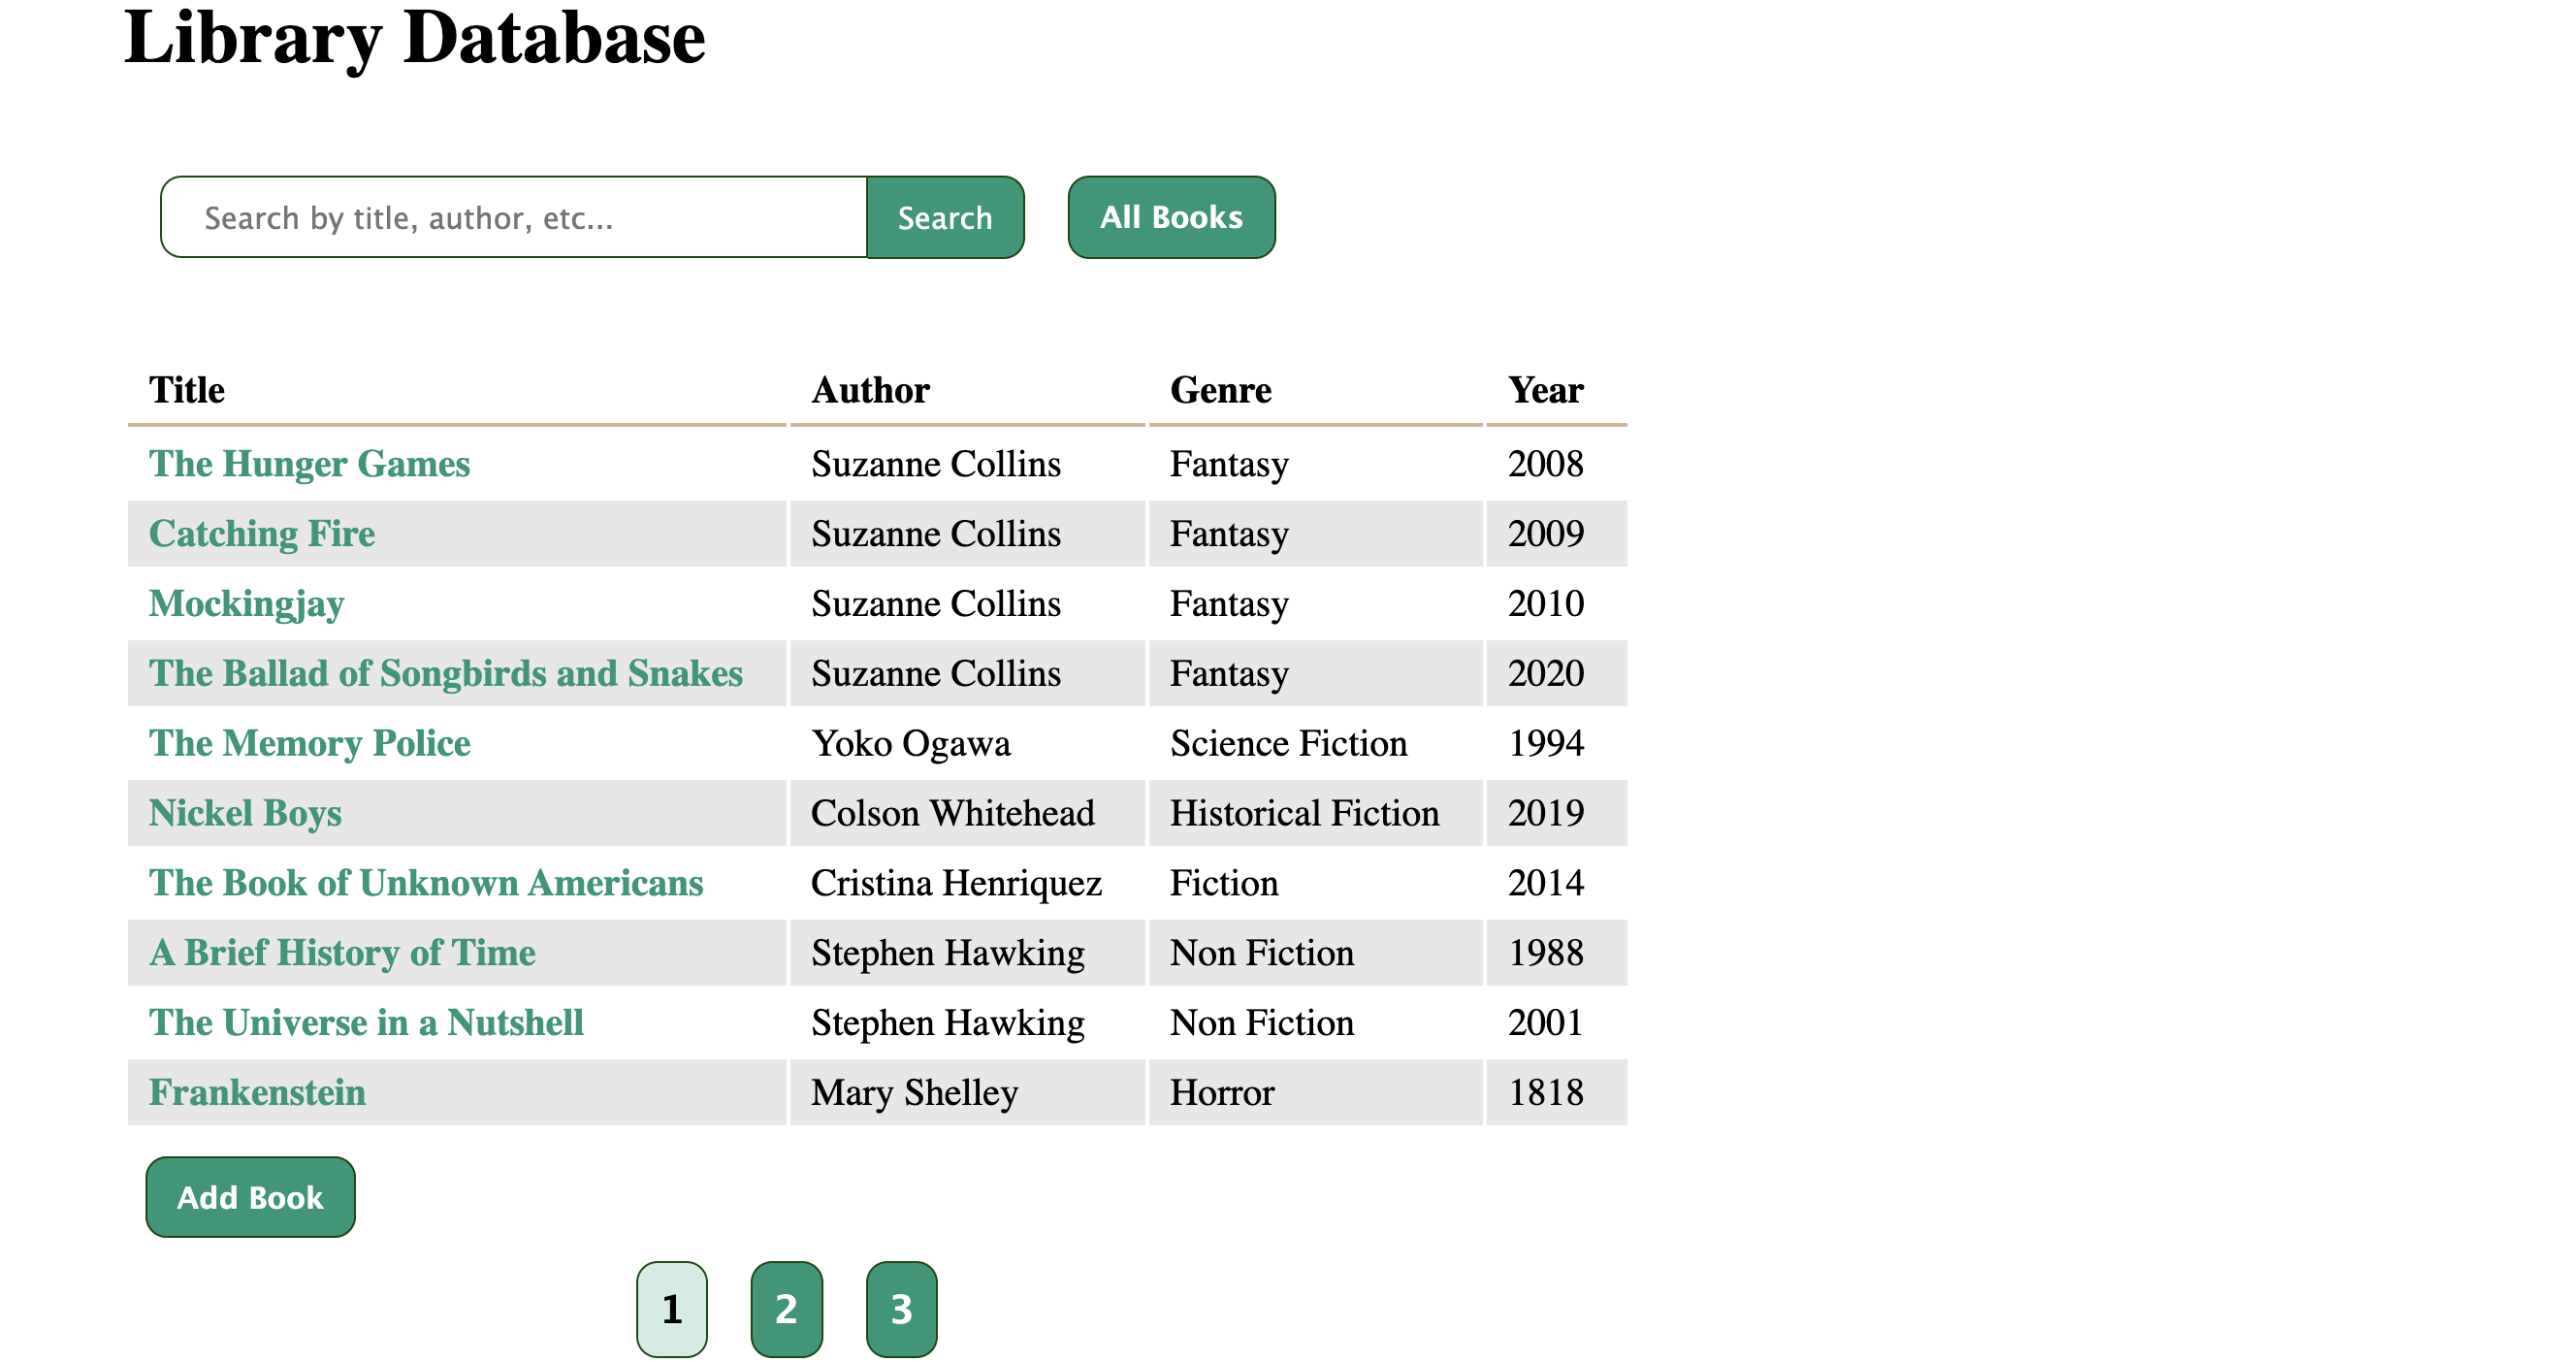 Library Database
Search by title, author, etc... Search All Books
Title Author Genre Year
The Hunger Games Suzanne Collins Fantasy 2008
Catching Fire Suzanne Collins Fantasy 2009
Mockingjay Suzanne Collins Fantasy 2010
The Ballad of Songbirds and Snakes Suzanne Collins Fantasy 2020
The Memory Police Yoko Ogawa Science Fiction 1994
Nickel Boys Colson Whitehead Historical Fiction 2019
The Book of Unknown Americans Cristina Henriquez Fiction 2014
A Brief History of Time Stephen Hawking Non Fiction 1988
The Universe in a Nutshell Stephen Hawking Non Fiction 2001
Frankenstein Mary Shelley Horror 1818
Add Book
1 2 3